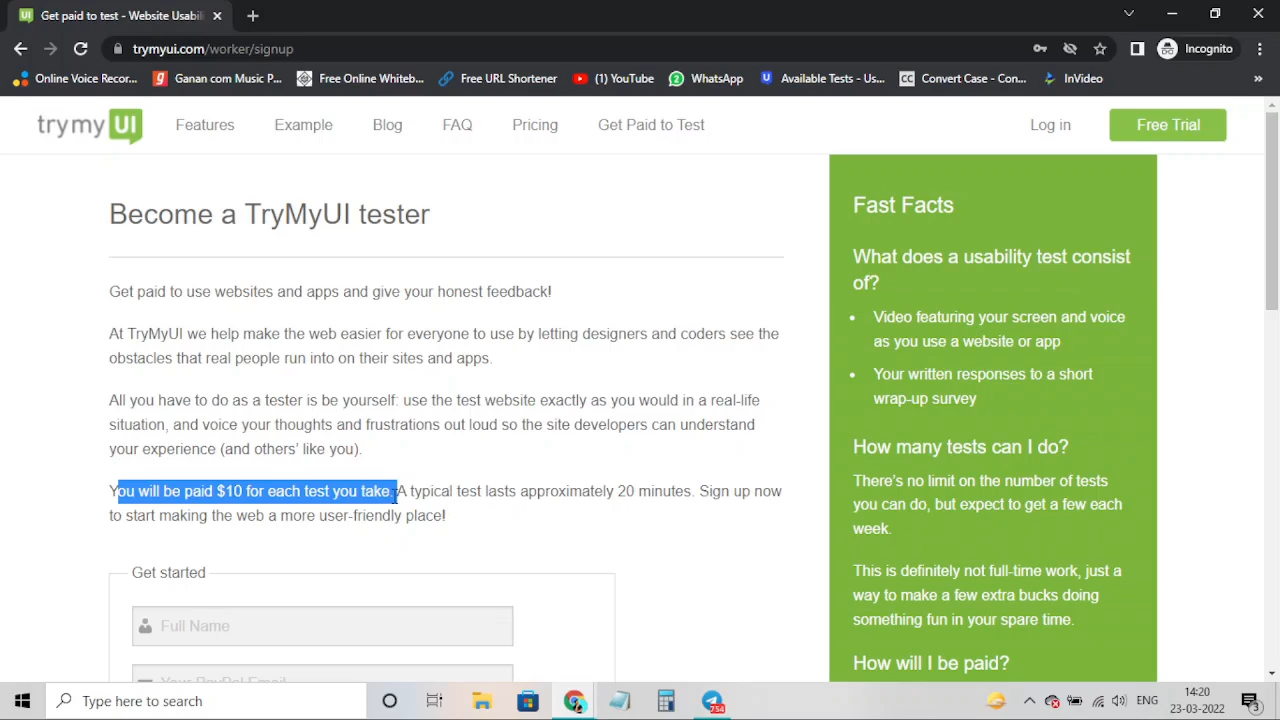 UI Get paid to test - Website Usabili
trymyui.com/worker/signup
Incognito
Online Voice Recor...
Ganan com Music P...
Free Online Whiteb...
Free URL Shortener
(1) YouTube
WhatsApp
Available Tests - Us...
CC Convert Case - Con...
InVideo
»
trymyUI
Features
Example
Blog
FAQ
Pricing
Get Paid to Test
Log in
Free Trial
Become a TryMyUI tester
Get paid to use websites and apps and give your honest feedback!
At TryMyUI we help make the web easier for everyone to use by letting designers and coders see the
obstacles that real people run into on their sites and apps.
All you have to do as a tester is be yourself: use the test website exactly as you would in a real-life
situation, and voice your thoughts and frustrations out loud so the site developers can understand
your experience (and others' like you).
You will be paid $10 for each test you take. A typical test lasts approximately 20 minutes. Sign up now
to start making the web a more user-friendly place!
Get started
Full Name
Your PayPal Email
Fast Facts
What does a usability test consist
of?
• Video featuring your screen and voice
as you use a website or app
• Your written responses to a short
wrap-up survey
How many tests can I do?
There's no limit on the number of tests
you can do, but expect to get a few each
week.
This is definitely not full-time work, just a
way to make a few extra bucks doing
something fun in your spare time.
How will I be paid?
Type here to search
754
ENG
14:20
23-03-2022
3